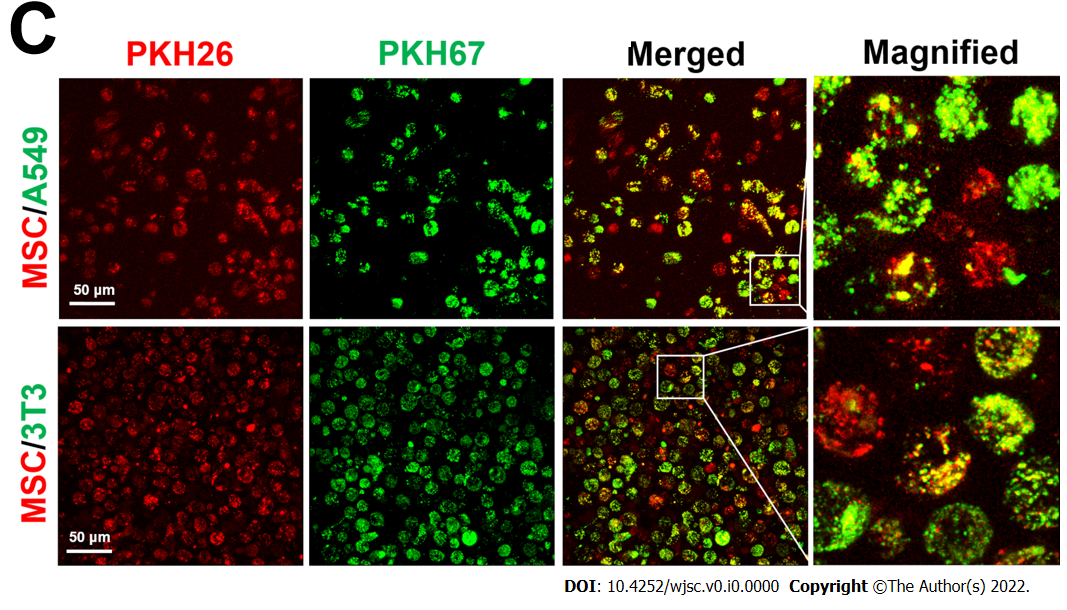 C
PKH26 PKH67 Merged Magnified
MSC/A549
50 µm
MSC/3T3
50 µm
DOI: 10.4252/wjsc.v0.i0.0000 Copyright ©The Author(s) 2022.